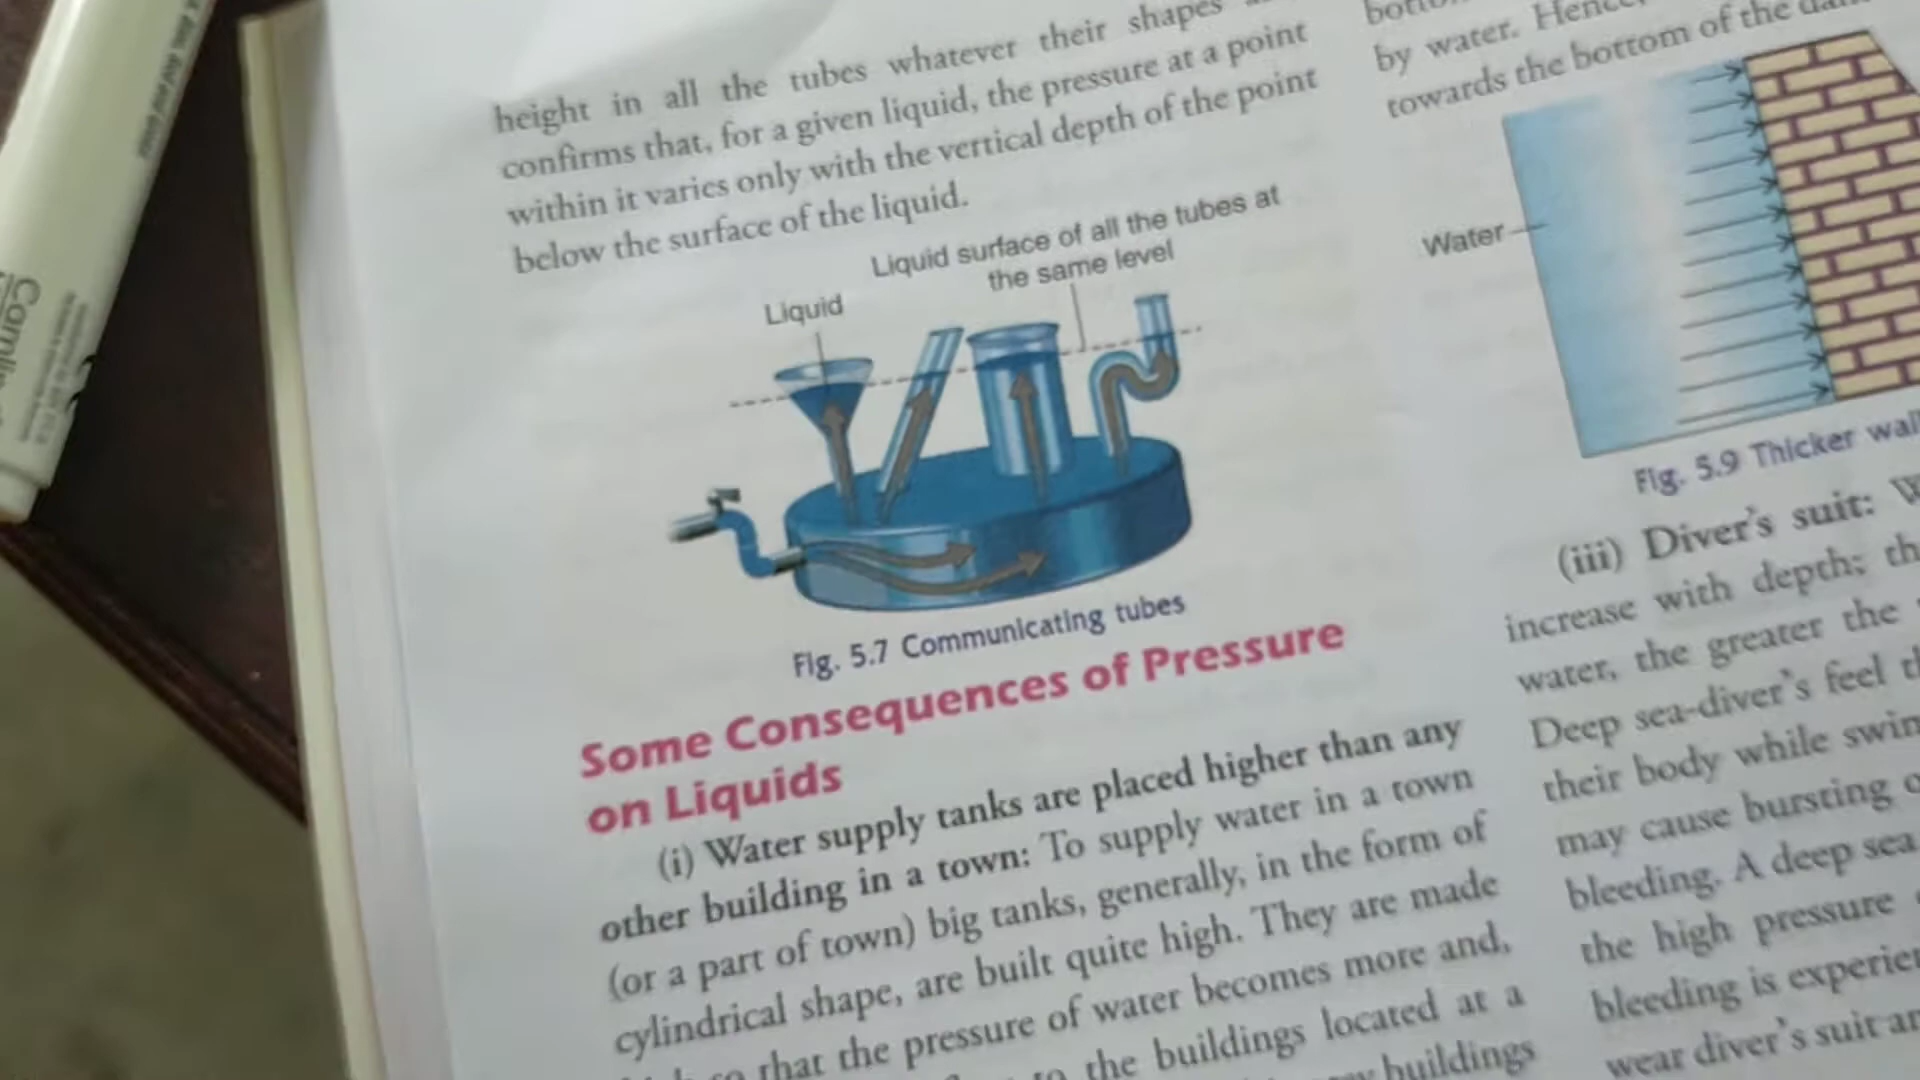 height in all the tubes whatever their shapes
confirms that, for a given liquid, the pressure at a point
within it varies only with the vertical depth of the point
below the surface of the liquid.
Liquid surface of all the tubes at
the same level
Liquid
Fig. 5.7 Communicating tubes
Some Consequences of Pressure
on Liquids
(i) Water supply tanks are placed higher than any
other building in a town: To supply water in a town
(or a part of town) big tanks, generally, in the form of
cylindrical shape, are built quite high. They are made
so that the pressure of water becomes more and,
to the buildings located at a
buildings
by water. Hence,
towards the bottom of the
Water
Fig. 5.9 Thicker
(iii) Diver's suit:
increase with depth;
water, the greater the
Deep sea-diver's feel
their body while
may cause bursting
bleeding. A deep sea
the high pressure
bleeding is
wear diver's suit